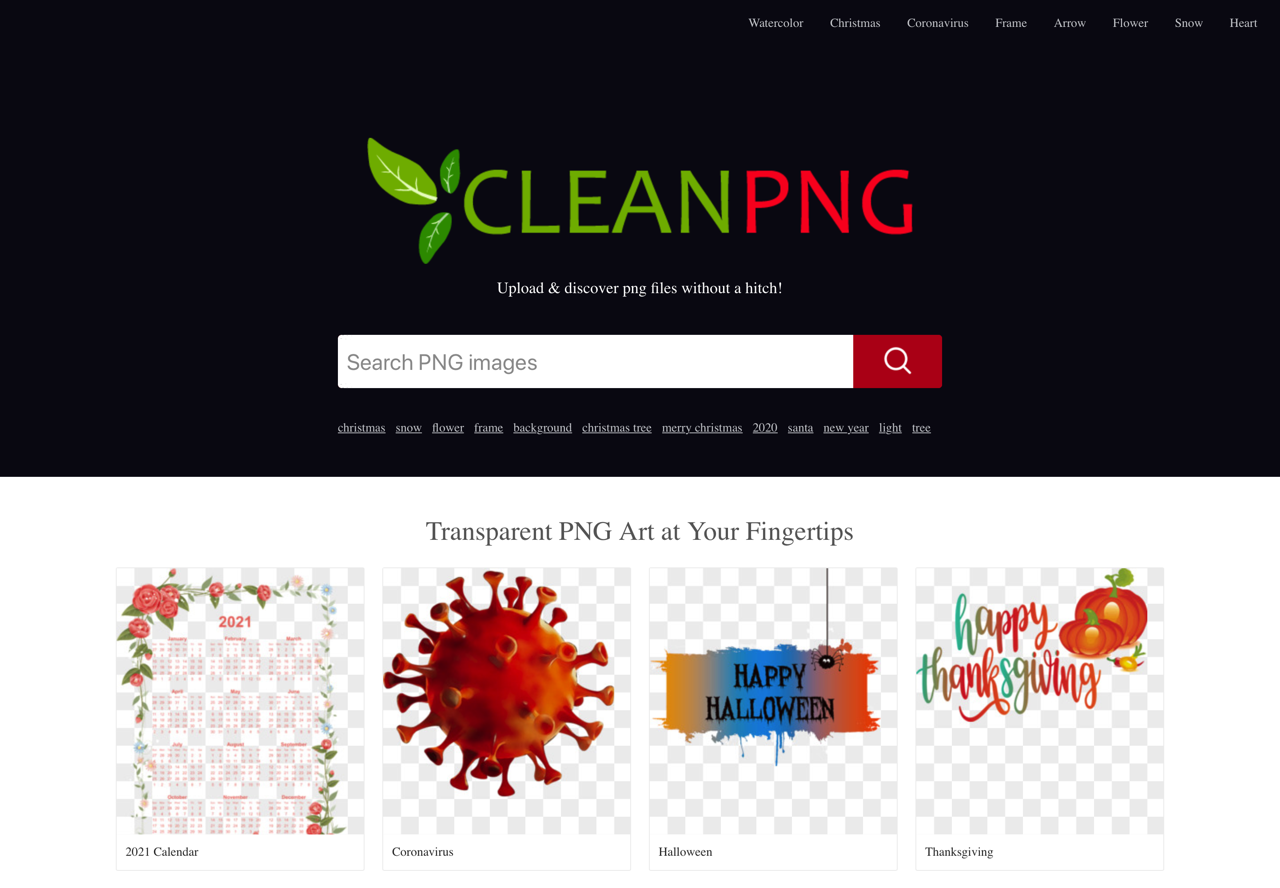 Watercolor Christmas Coronavirus Frame Arrow Flower Snow Heart
CLEANPNG
Upload & discover png files without a hitch!
Search PNG images
christmas snow flower frame background christmas tree merry christmas 2020 santa new year light tree
Transparent PNG Art at Your Fingertips
2021
January February March
April May June
July August September
October November December
HAPPY
HALLOWEEN
happy
thanksgiving
2021 Calendar
Coronavirus
Halloween
Thanksgiving